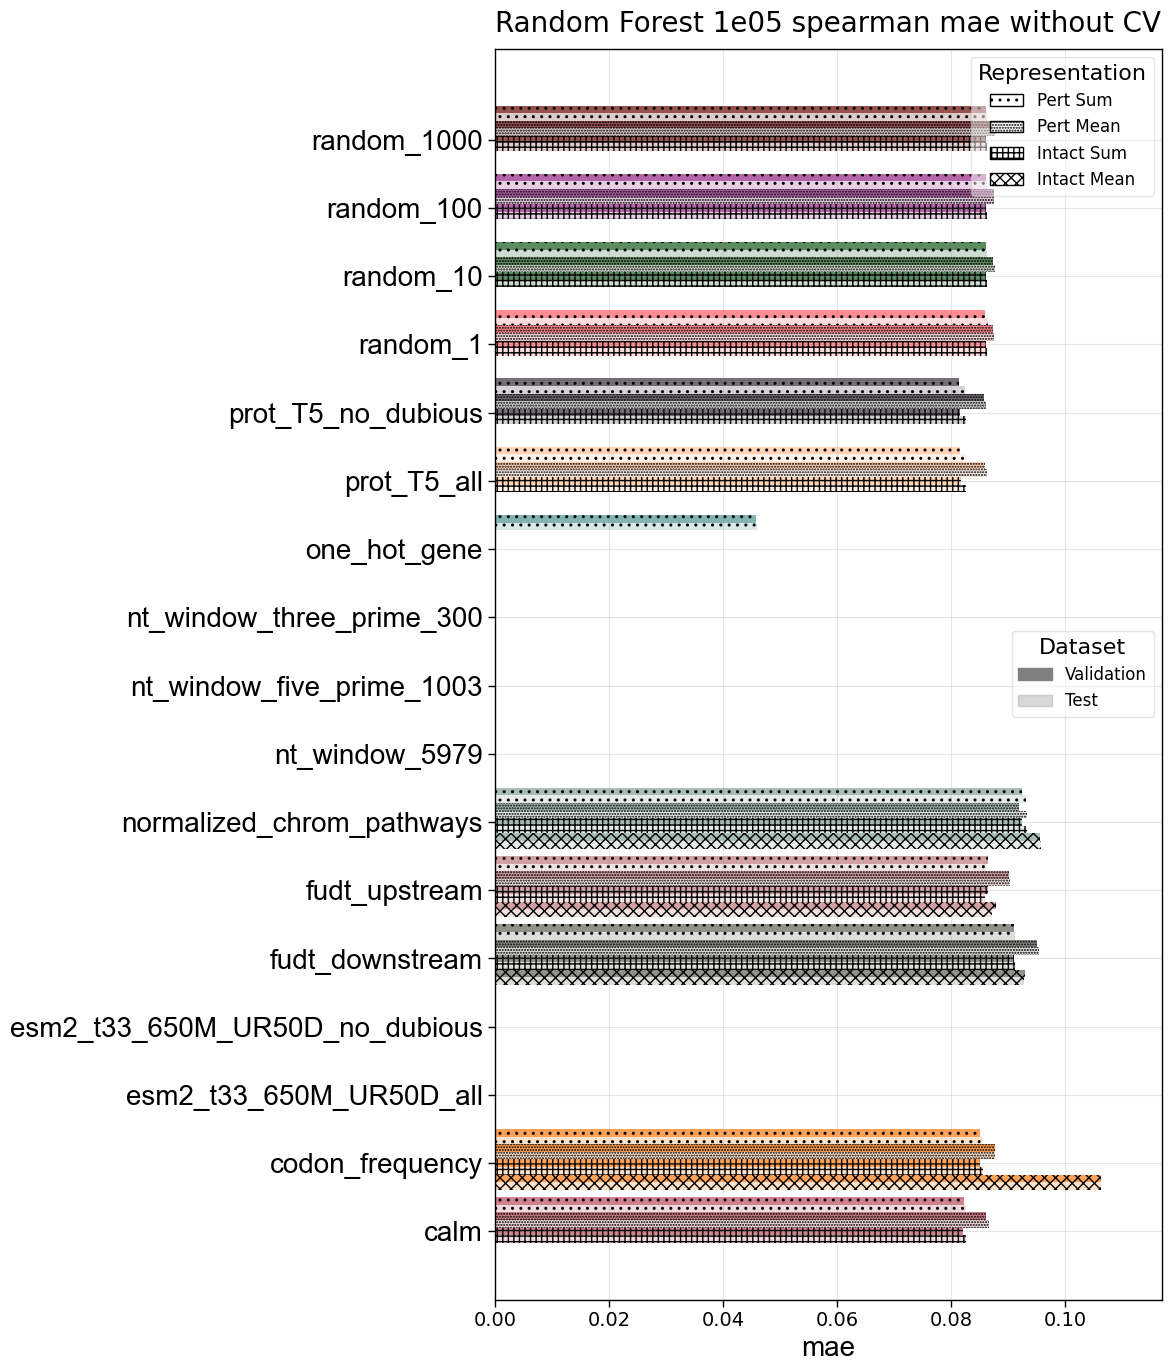 Random Forest 1e05 spearman mae without CV
Representation
Pert Sum
Pert Mean
Intact Sum
Intact Mean
random_1000
random_100
random_10
random_1
prot_T5_no_dubious
prot_T5_all
one_hot_gene
nt_window_three_prime_300
Dataset
Validation
Test
nt_window_five_prime_1003
nt_window_5979
normalized_chrom_pathways
fudt_upstream
fudt_downstream
esm2_t33_650M_UR50D_no_dubious
esm2_t33_650M_UR50D_all
codon_frequency
calm
0.00 0.02 0.04 0.06 0.08 0.10
mae